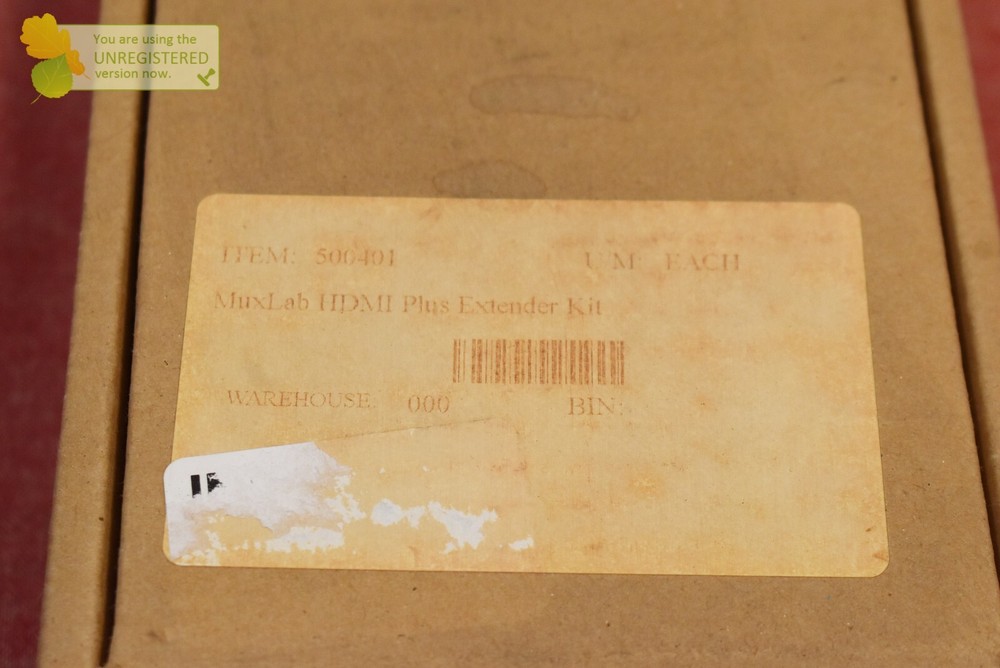 You are using the
UNREGISTERED
version now.
ITEM: 500401 U/M: EACH
MuxLab HDMI Plus Extender Kit
WAREHOUSE: 000 BIN: